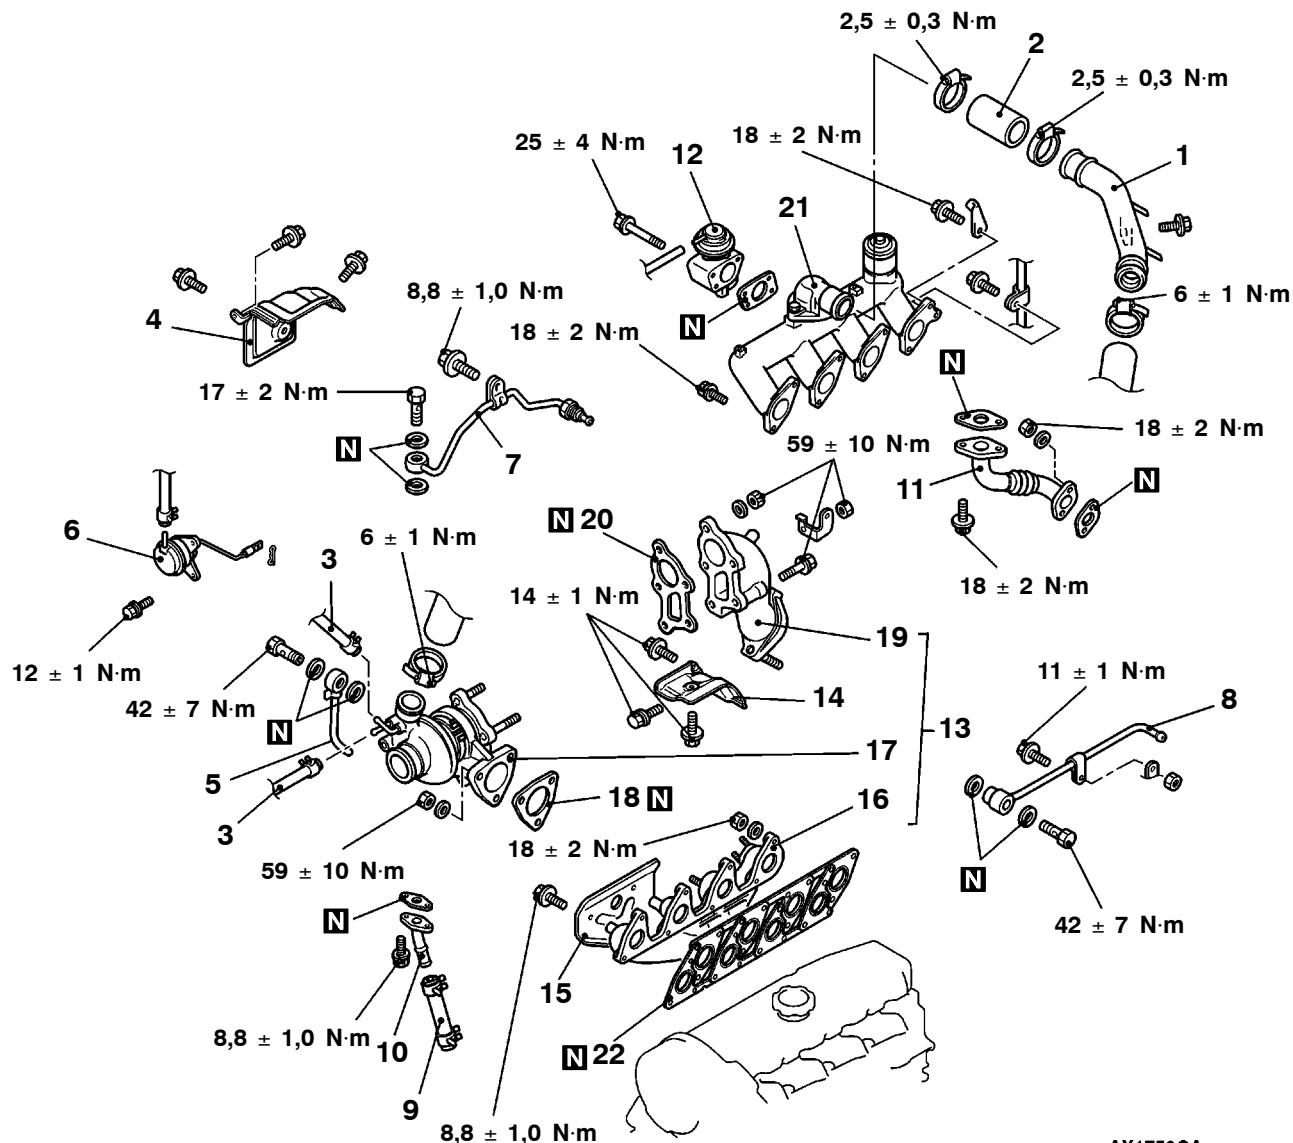 2,5 ± 0,3 N·m
2
2,5 ± 0,3 N·m
18 ± 2 N·m
25 ± 4 N·m
12
1
21
8,8 ± 1,0 N·m
6 ± 1 N·m
4
N
18 ± 2 N·m
N
17 ± 2 N·m
18 ± 2 N·m
59 ± 10 N·m
N
7
11
N
6
N 20
6 ± 1 N·m
3
18 ± 2 N·m
14 ± 1 N·m
19
12 ± 1 N·m
11 ± 1 N·m
14
8
42 ± 7 N·m
N
13
17
5
18 N
16
3
18 ± 2 N·m
59 ± 10 N·m
N
N
42 ± 7 N·m
15
8,8 ± 1,0 N·m
10
N 22
9
8,8 ± 1,0 N·m